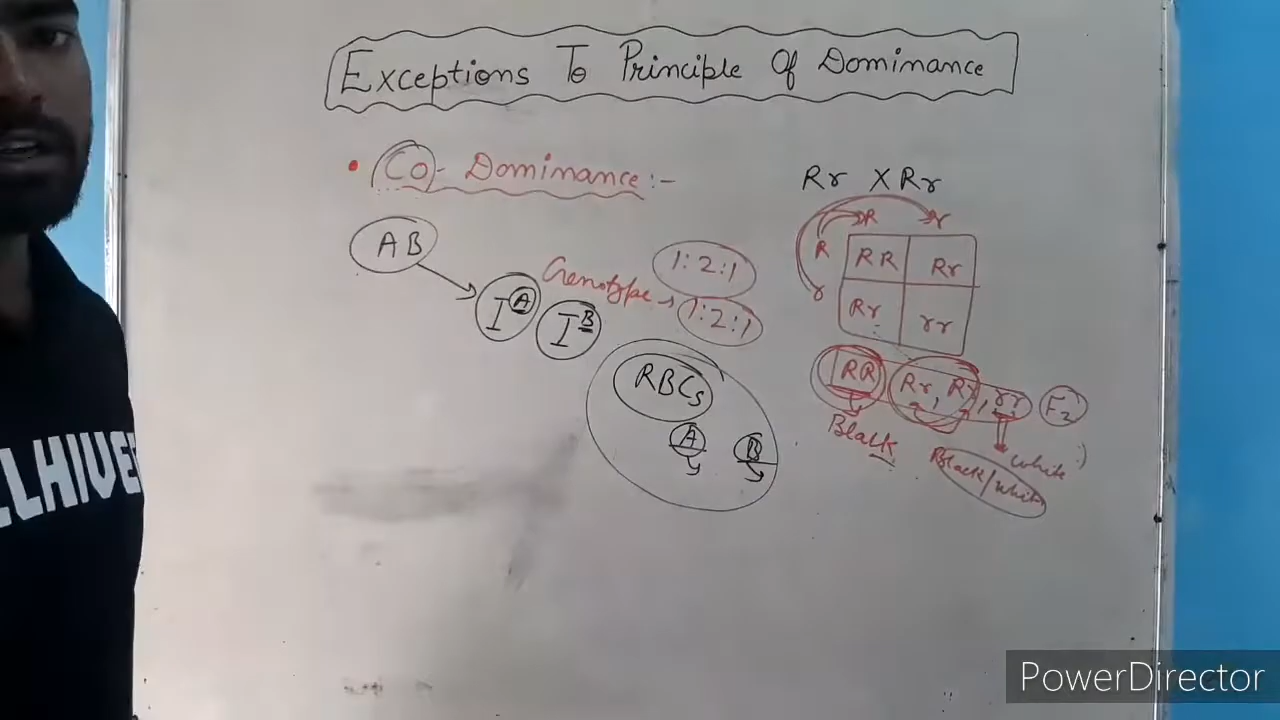 Exceptions To Principle Of Dominance
• Co- Dominance :-
AB
I^A I^B
Genotype → 1:2:1
1:2:1
RBCs
A B
Rr X Rr
R r
R RR Rr
r Rr rr
RR Rr, Rr, rr F2
Black
white
Black/White
PowerDirector